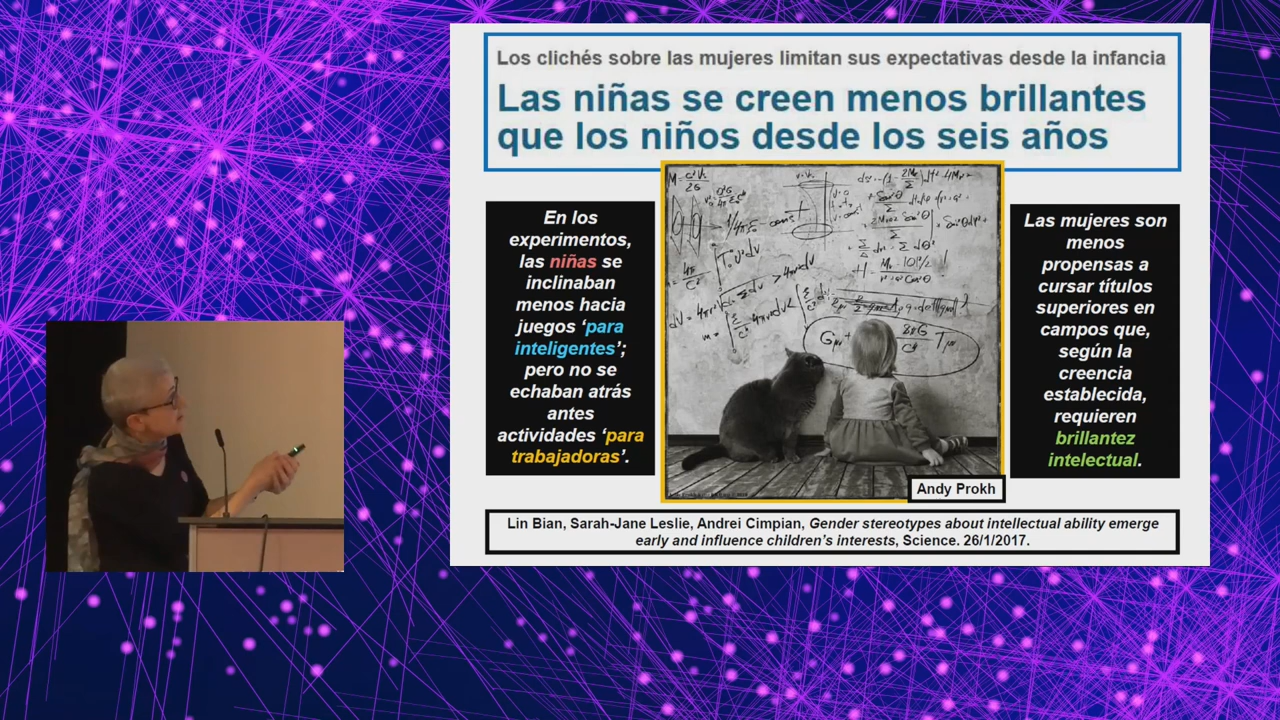 Los clichés sobre las mujeres limitan sus expectativas desde la infancia
Las niñas se creen menos brillantes
que los niños desde los seis años
En los
experimentos,
las niñas se
inclinaban
menos hacia
juegos ‘para
inteligentes’;
pero no se
echaban atrás
antes
actividades ‘para
trabajadoras’.
Las mujeres son
menos
propensas a
cursar títulos
superiores en
campos que,
según la
creencia
establecida,
requieren
brillantez
intelectual.
Andy Prokh
Lin Bian, Sarah-Jane Leslie, Andrei Cimpian, Gender stereotypes about intellectual ability emerge
early and influence children’s interests, Science. 26/1/2017.